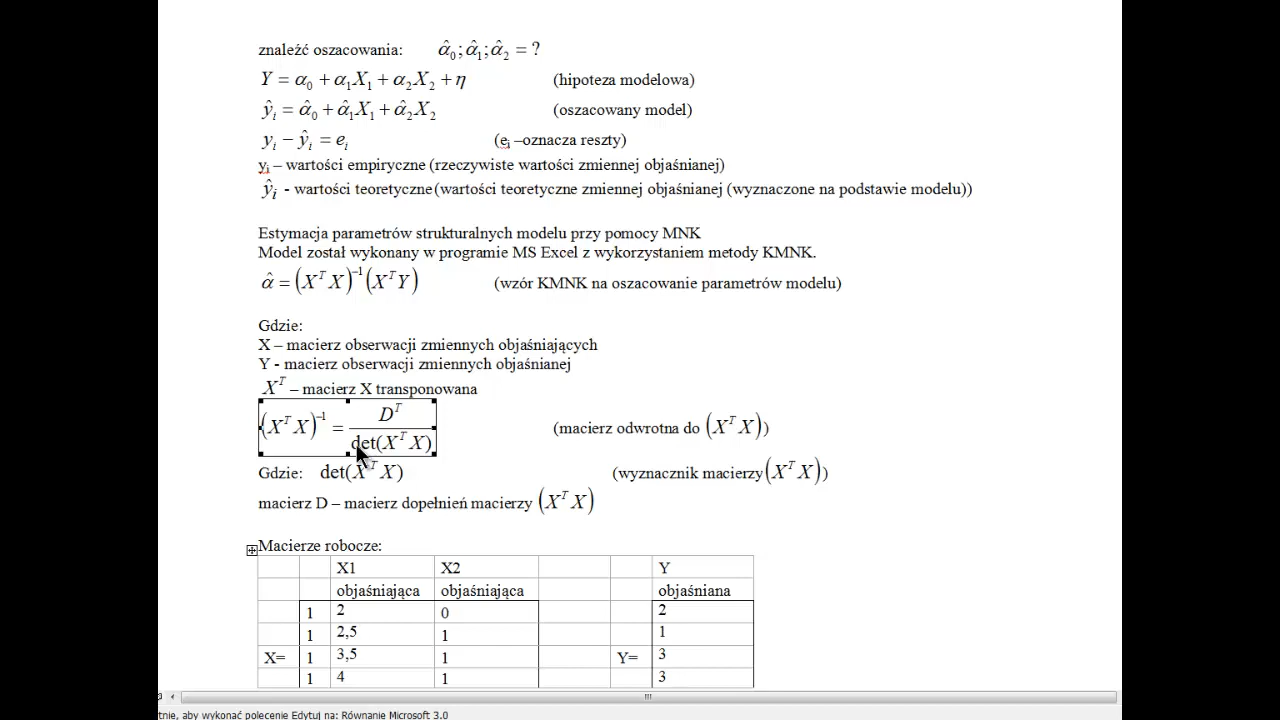 znaleźć oszacowania: α̂₀; α̂₁; α̂₂ = ?
Y = α₀ + α₁X₁ + α₂X₂ + η (hipoteza modelowa)
ŷᵢ = α̂₀ + α̂₁X₁ + α̂₂X₂ (oszacowany model)
yᵢ − ŷᵢ = eᵢ (eᵢ –oznacza reszty)
yᵢ – wartości empiryczne (rzeczywiste wartości zmiennej objaśnianej)
ŷᵢ - wartości teoretyczne (wartości teoretyczne zmiennej objaśnianej (wyznaczone na podstawie modelu))
Estymacja parametrów strukturalnych modelu przy pomocy MNK
Model został wykonany w programie MS Excel z wykorzystaniem metody KMNK.
α̂ = (XᵀX)⁻¹(XᵀY) (wzór KMNK na oszacowanie parametrów modelu)
Gdzie:
X – macierz obserwacji zmiennych objaśniających
Y - macierz obserwacji zmiennych objaśnianej
Xᵀ – macierz X transponowana
(XᵀX)⁻¹ = Dᵀ / det(XᵀX) (macierz odwrotna do (XᵀX))
Gdzie: det(XᵀX) (wyznacznik macierzy (XᵀX))
macierz D – macierz dopełnień macierzy (XᵀX)
Macierze robocze:
X1 X2 Y
objaśniająca objaśniająca objaśniana
1 2 0 2
1 2,5 1 1
X= 1 3,5 1 Y= 3
1 4 1 3
tnie, aby wykonać polecenie Edytuj na: Równanie Microsoft 3.0